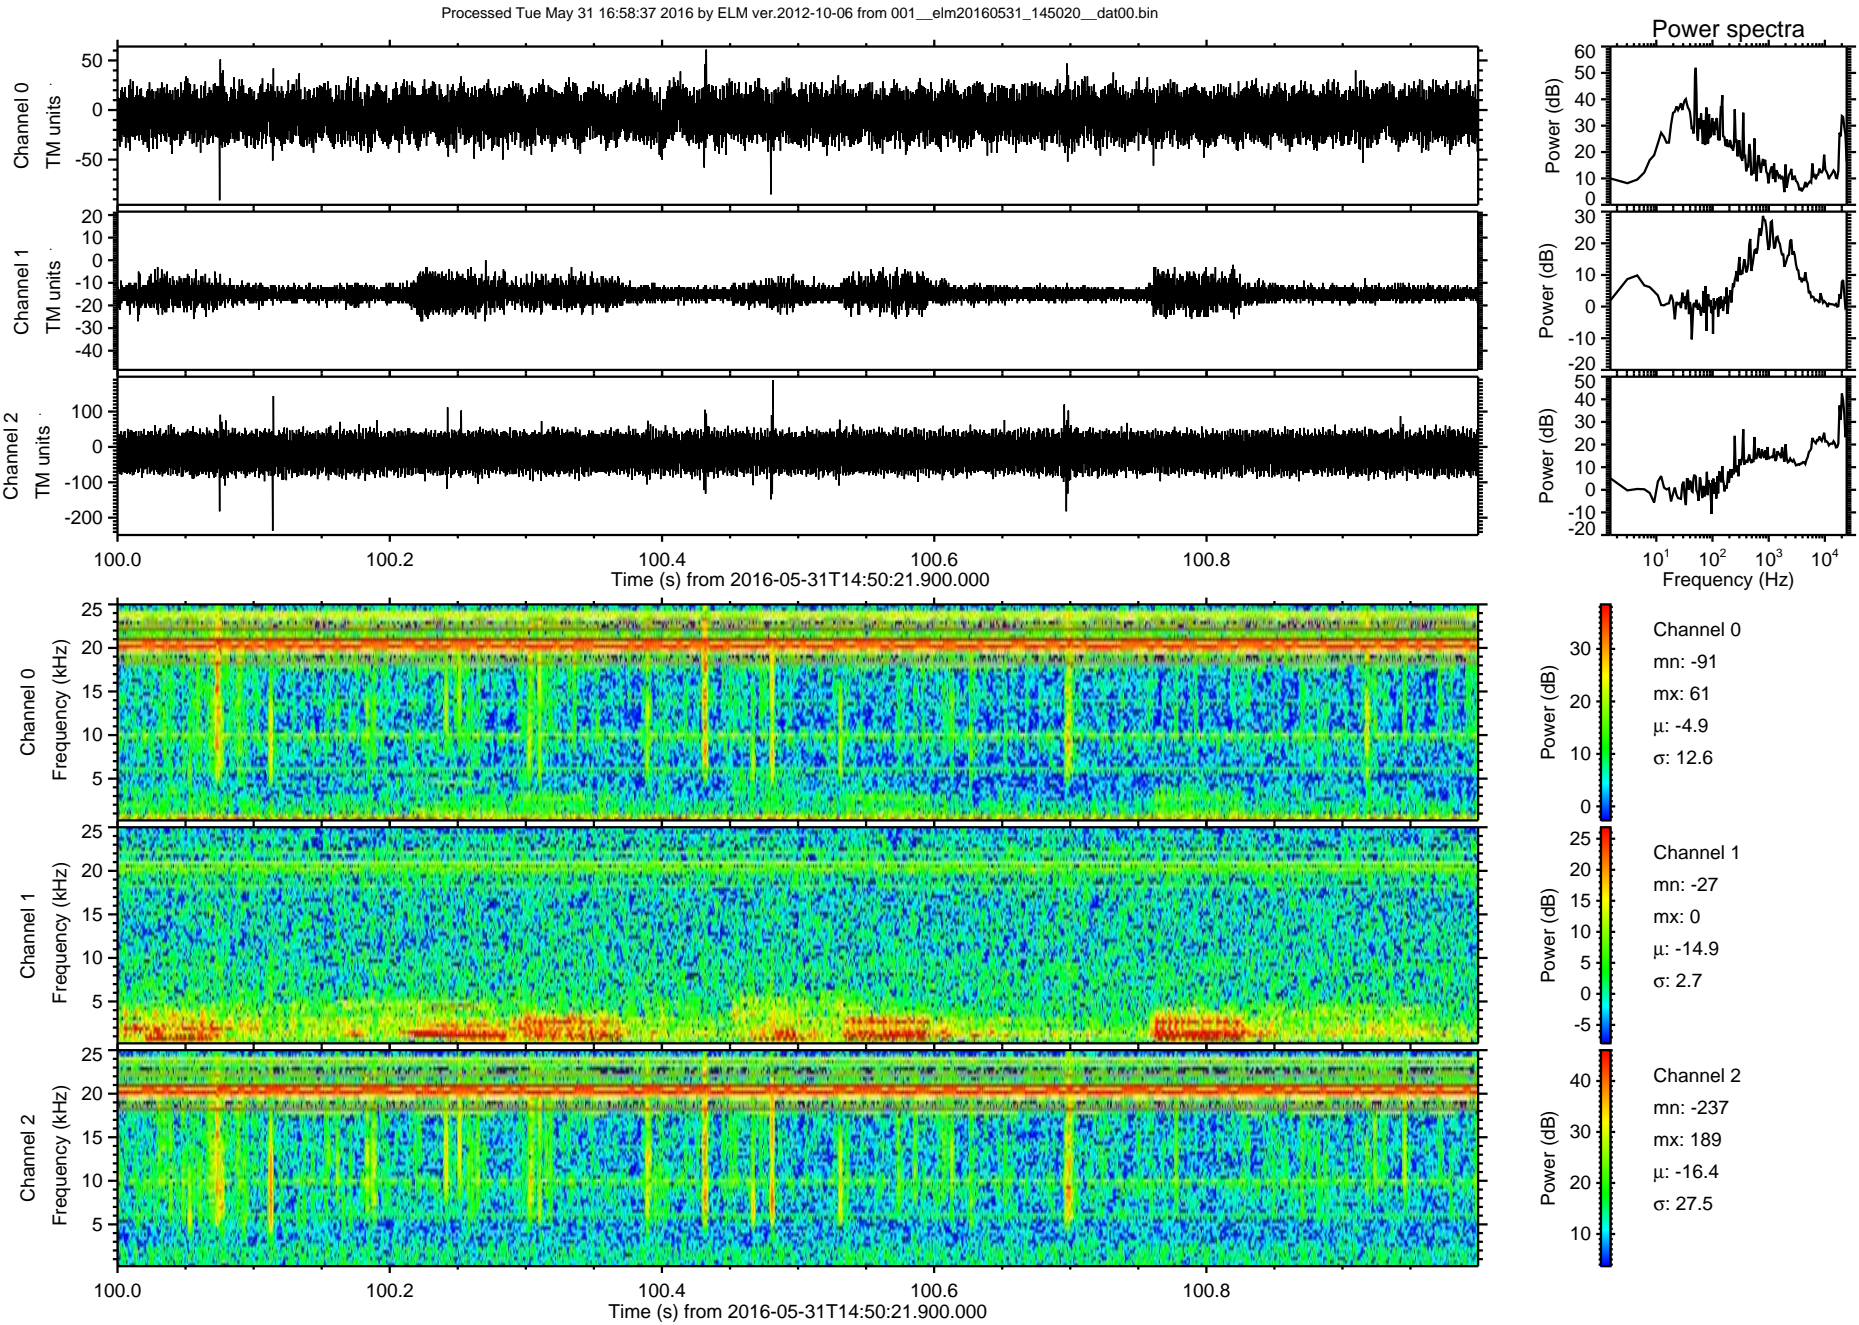 Processed Tue May 31 16:58:37 2016 by ELM ver.2012-10-06 from 001__elm20160531_145020__dat00.bin
Power spectra
Channel 0
TM units
50
0
-50
Power (dB)
60
50
40
30
20
10
0
Channel 1
TM units
20
10
0
-10
-20
-30
-40
Power (dB)
30
20
10
0
-10
-20
Channel 2
TM units
100
0
-100
-200
Power (dB)
50
40
30
20
10
0
-10
-20
100.0 100.2 100.4 100.6 100.8
Time (s) from 2016-05-31T14:50:21.900.000
10^1 10^2 10^3 10^4
Frequency (Hz)
Channel 0
Frequency (kHz)
25
20
15
10
5
Power (dB)
30
20
10
0
Channel 0
mn: -91
mx: 61
μ: -4.9
σ: 12.6
Channel 1
Frequency (kHz)
25
20
15
10
5
Power (dB)
25
20
15
10
5
0
-5
Channel 1
mn: -27
mx: 0
μ: -14.9
σ: 2.7
Channel 2
Frequency (kHz)
25
20
15
10
5
Power (dB)
40
30
20
10
Channel 2
mn: -237
mx: 189
μ: -16.4
σ: 27.5
100.0 100.2 100.4 100.6 100.8
Time (s) from 2016-05-31T14:50:21.900.000